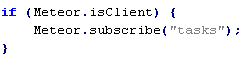 if (Meteor.isClient) {
    Meteor.subscribe("tasks");
}